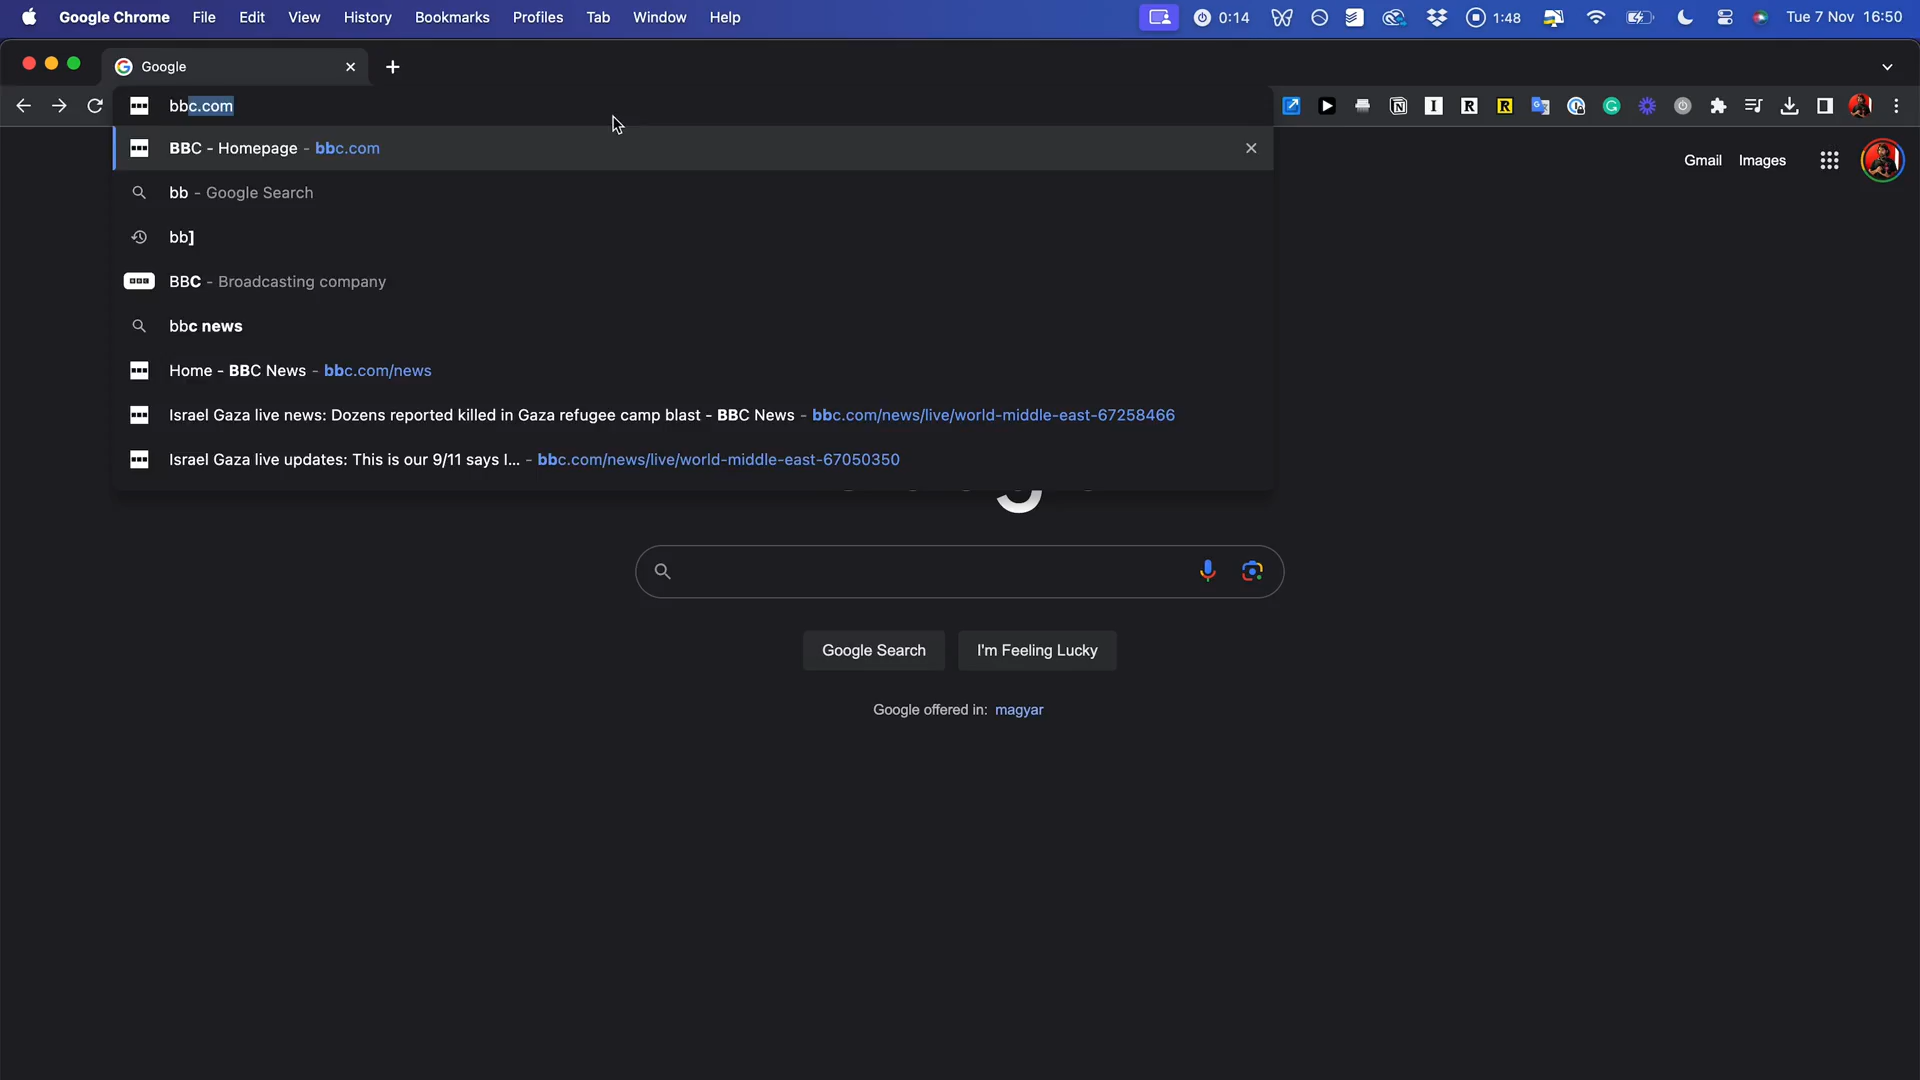 Google Chrome File Edit View History Bookmarks Profiles Tab Window Help 0:14 1:48 Tue 7 Nov 16:50
Google
bbc.com
BBC - Homepage - bbc.com
Gmail Images
bb - Google Search
bb]
BBC - Broadcasting company
bbc news
Home - BBC News - bbc.com/news
Israel Gaza live news: Dozens reported killed in Gaza refugee camp blast - BBC News - bbc.com/news/live/world-middle-east-67258466
Israel Gaza live updates: This is our 9/11 says I... - bbc.com/news/live/world-middle-east-67050350
Google Search I'm Feeling Lucky
Google offered in: magyar